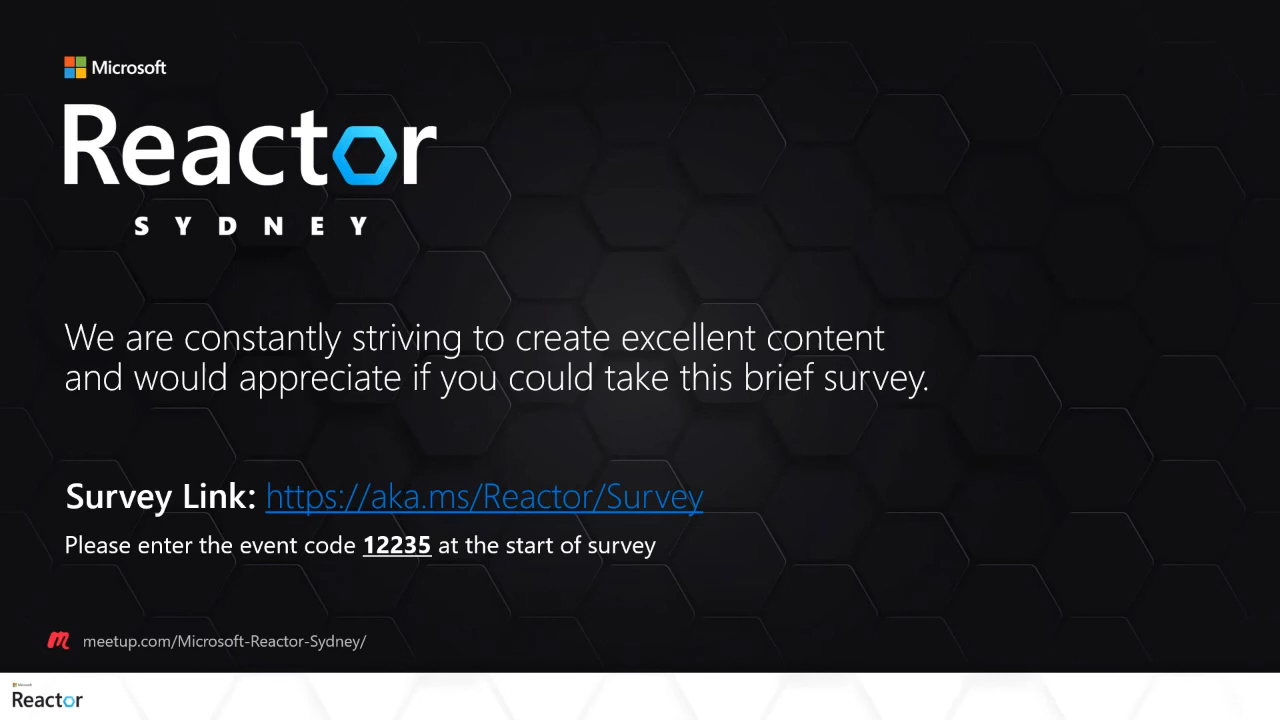 Microsoft
Reactor
SYDNEY
We are constantly striving to create excellent content
and would appreciate if you could take this brief survey.
Survey Link: https://aka.ms/Reactor/Survey
Please enter the event code 12235 at the start of survey
meetup.com/Microsoft-Reactor-Sydney/
Microsoft
Reactor